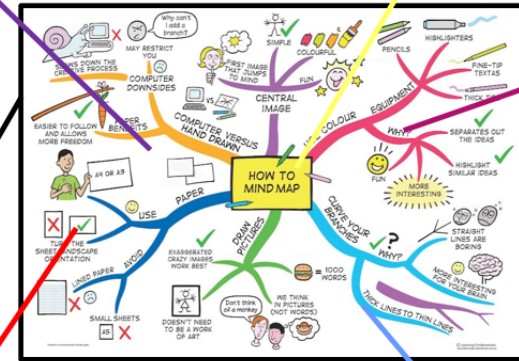 Why can't
I add a
branch?
SLOWS DOWN THE
CREATIVE PROCESS
MAY RESTRICT
YOU
COMPUTER
DOWNSIDES
EASIER TO FOLLOW
AND ALLOWS
MORE FREEDOM
PAPER
BENEFITS
VS
COMPUTER VERSUS
HAND DRAWN
SIMPLE
COLOURFUL
FIRST IMAGE
THAT JUMPS
TO MIND
FUN
CENTRAL
IMAGE
PENCILS
HIGHLIGHTERS
FINE-TIP
TEXTAS
EQUIPMENT
COLOUR
WHY?
SEPARATES OUT
THE IDEAS
HIGHLIGHT
SIMILAR IDEAS
FUN
MORE
INTERESTING
HOW TO
MIND MAP
A4 OR A3
PAPER
USE
SHEET LANDSCAPE
ORIENTATION
AVOID
LINED PAPER
SMALL SHEETS
A5
DRAW
PICTURES
EXAGGERATED
CRAZY IMAGES
WORK BEST
= 1000
WORDS
DOESN'T NEED
TO BE A WORK
OF ART
Don't think
of a monkey
WE THINK
IN PICTURES
(NOT WORDS)
CURVE YOUR
BRANCHES
?
WHY?
STRAIGHT
LINES ARE
BORING
MORE INTERESTING
FOR YOUR BRAIN
THICK LINES TO THIN LINES